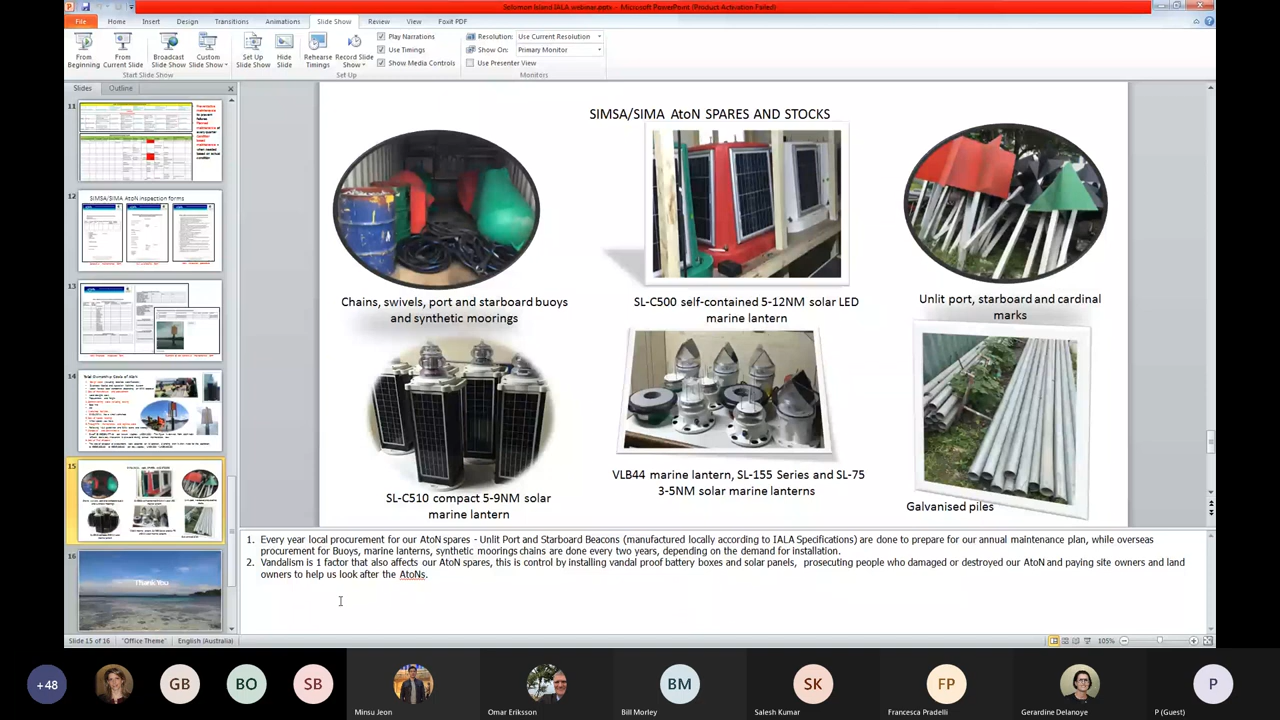 Solomon Island IALA webinar.pptx - Microsoft PowerPoint (Product Activation Failed)
File Home Insert Design Transitions Animations Slide Show Review View Foxit PDF
From Beginning
From Current Slide
Broadcast Slide Show
Custom Slide Show
Start Slide Show
Set Up Slide Show
Hide Slide
Rehearse Timings
Record Slide Show
Play Narrations
Use Timings
Show Media Controls
Set Up
Resolution: Use Current Resolution
Show On: Primary Monitor
Use Presenter View
Monitors
Slides Outline
11
12
SIMSA/SIMA AtoN inspection forms
13
14
Total Ownership Costs of AtoN
15
16
Thank You
SIMSA/SIMA AtoN SPARES AND STOCKS
Chains, swivels, port and starboard buoys
and synthetic moorings
SL-C500 self-contained 5-12NM solar LED
marine lantern
Unlit port, starboard and cardinal
marks
SL-C510 compact 5-9NM solar
marine lantern
VLB44 marine lantern, SL-155 Series and SL-75
3-5NM solar marine lanterns
Galvanised piles
1. Every year local procurement for our AtoN spares - Unlit Port and Starboard Beacons (manufactured locally according to IALA Specifications) are done to prepare for our annual maintenance plan, while overseas
procurement for Buoys, marine lanterns, synthetic moorings chains are done every two years, depending on the demand for installation.
2. Vandalism is 1 factor that also affects our AtoN spares, this is control by installing vandal proof battery boxes and solar panels, prosecuting people who damaged or destroyed our AtoN and paying site owners and land
owners to help us look after the AtoNs.
Slide 15 of 16 "Office Theme" English (Australia) 105%
+48 GB BO SB BM SK FP P
Minsu Jeon Omar Eriksson Bill Morley Salesh Kumar Francesca Pradelli Gerardine Delanoye P (Guest)